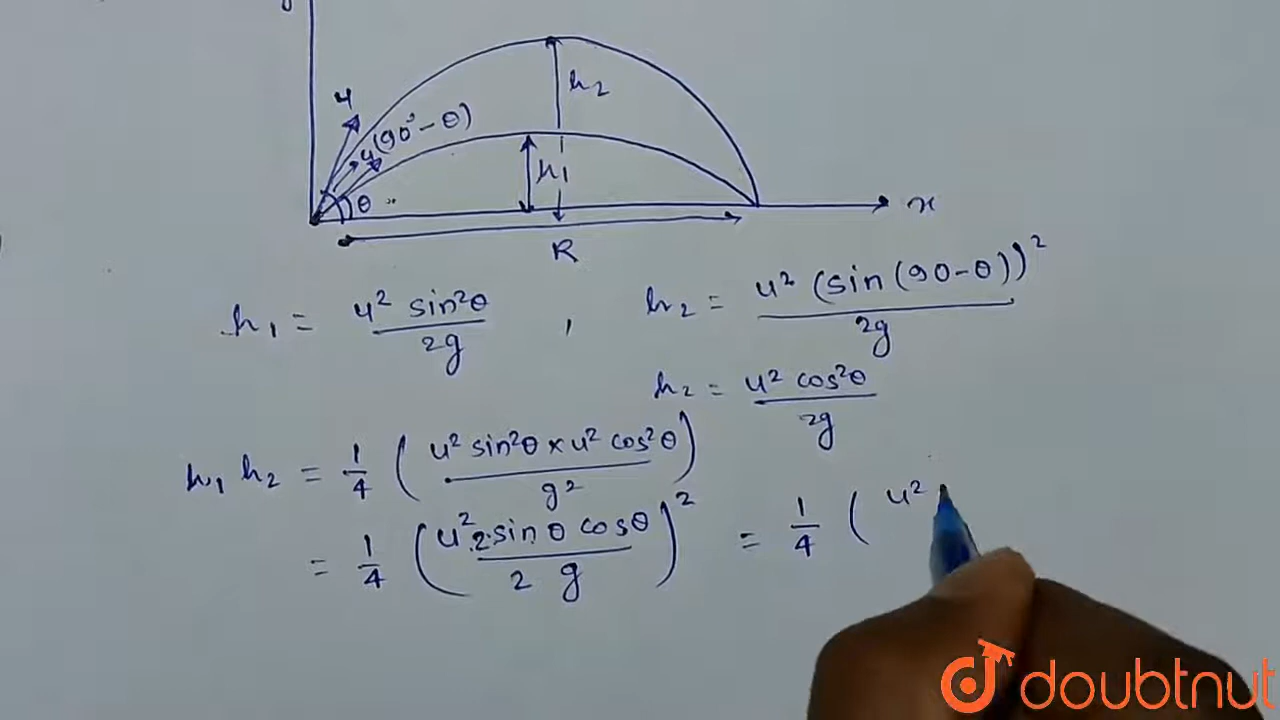 u
h₂
u(90°-θ)
h₁
θ
x
R
h₁ = u² sin²θ / 2g , h₂ = u² (sin(90-θ))² / 2g
h₂ = u² cos²θ / 2g
h₁ h₂ = 1/4 ( u² sin²θ × u² cos²θ / g² )
= 1/4 ( u² 2 sin θ cosθ / 2 g )² = 1/4 ( u²
doubtnut